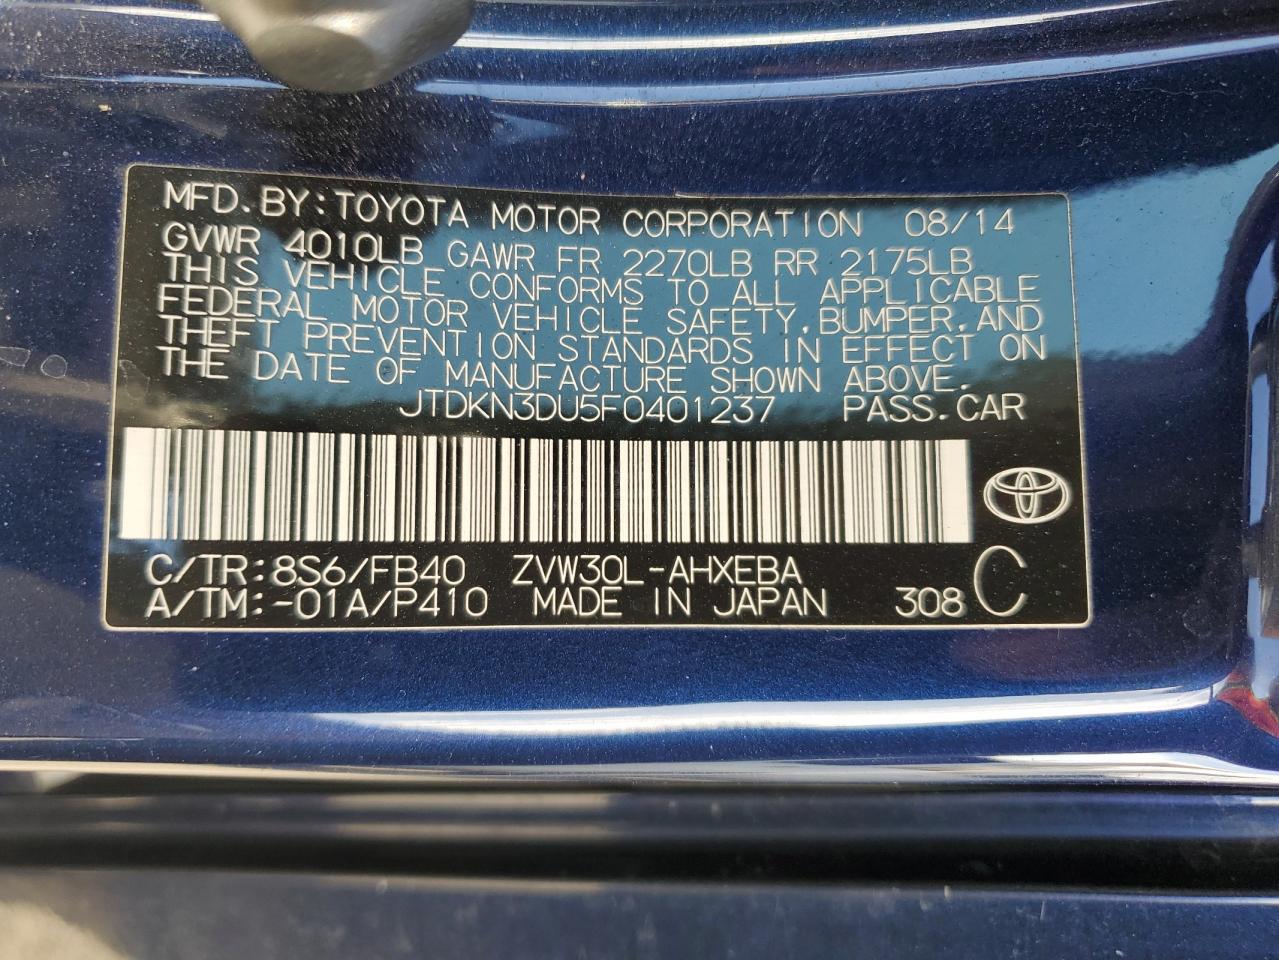 MFD. BY: TOYOTA MOTOR CORPORATION 08/14
GVWR 4010LB GAWR FR 2270LB RR 2175LB
THIS VEHICLE CONFORMS TO ALL APPLICABLE
FEDERAL MOTOR VEHICLE SAFETY, BUMPER, AND
THEFT PREVENTION STANDARDS IN EFFECT ON
THE DATE OF MANUFACTURE SHOWN ABOVE.
JTDKN3DU5F0401237 PASS. CAR
C/TR: 8S6/FB40 ZVW30L-AHXEBA
A/TM: -01A/P410 MADE IN JAPAN 308 C